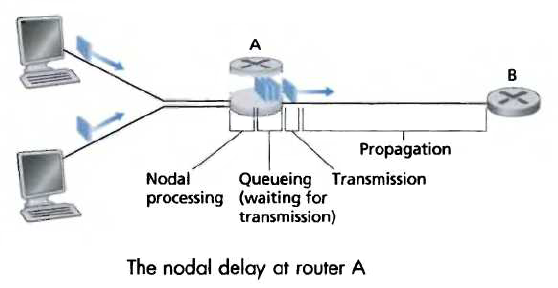 A
B
Propagation
Nodal
processing
Queueing
(waiting for
transmission)
Transmission
The nodal delay at router A